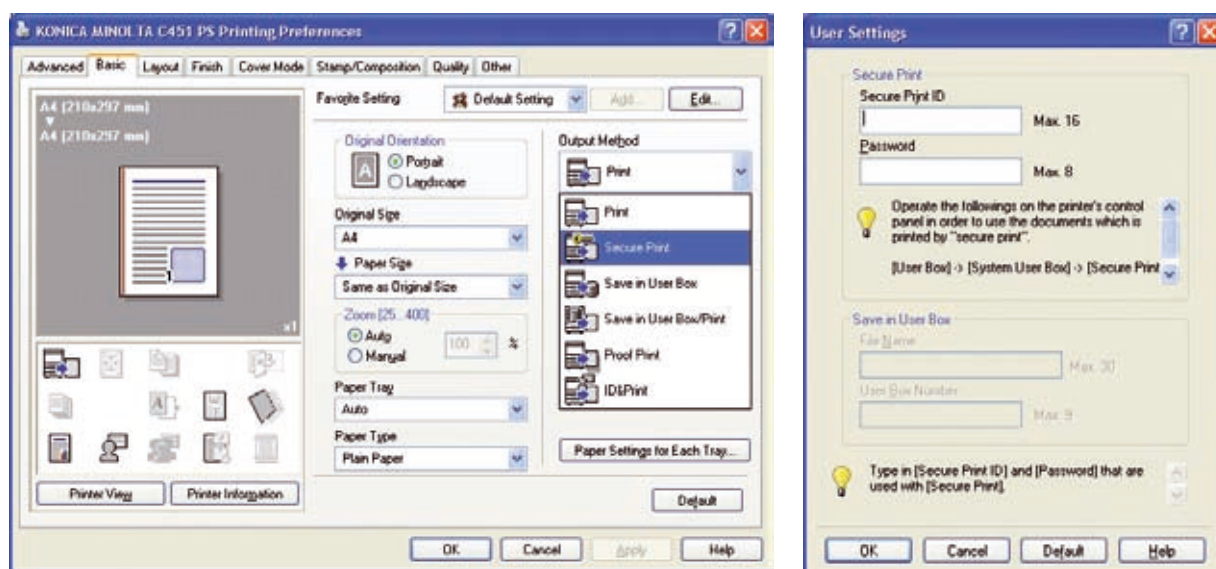 KONICA MINOLTA C451 PS Printing Preferences
Advanced Basic Layout Finish Cover Mode Stamp/Composition Quality Other
A4 (210x297 mm)
A4 (210x297 mm)
1
x1
Printer View Printer Information
Favorite Setting Default Setting Add... Edit...
Original Orientation
A
Portrait
Landscape
Original Size
A4
Paper Size
Same as Original Size
Zoom [25...400]
Auto
Manual
100 %
Paper Tray
Auto
Paper Type
Plain Paper
Output Method
Print
Print
Secure Print
Save in User Box
Save in User Box/Print
Proof Print
ID&Print
Paper Settings for Each Tray...
Default
OK Cancel Apply Help
User Settings
Secure Print
Secure Print ID
Max. 16
Password
Max. 8
Operate the followings on the printer's control
panel in order to use the documents which is
printed by "secure print".
[User Box] -> [System User Box] -> [Secure Print
Save in User Box
File Name
Max. 30
User Box Number
Max. 9
Type in [Secure Print ID] and [Password] that are
used with [Secure Print].
OK Cancel Default Help